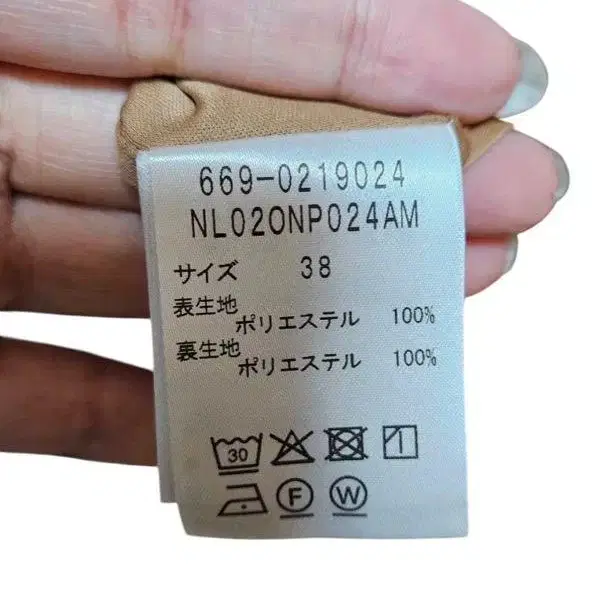 669-0219024
NL02ONP024AM
サイズ 38
表生地 ポリエステル 100%
裏生地 ポリエステル 100%
30
F W